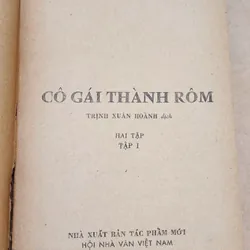 CÔ GÁI THÀNH RÔM
TRỊNH XUÂN HOÀNH dịch
HAI TẬP
TẬP I
NHÀ XUẤT BẢN TÁC PHẨM MỚI
HỘI NHÀ VĂN VIỆT NAM